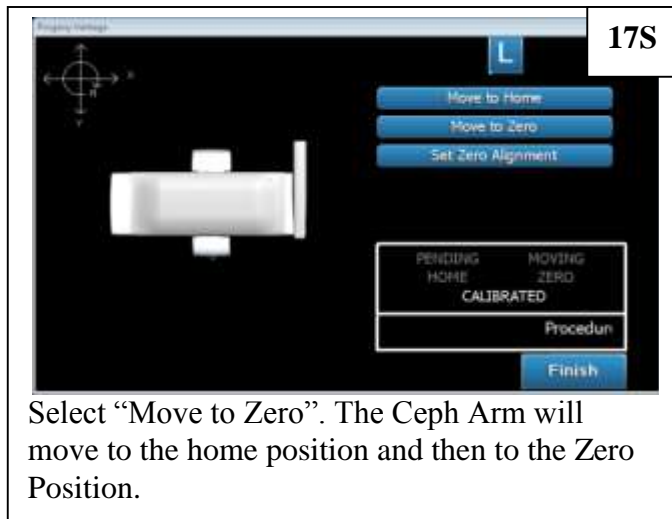 17S
L
Move to Home
Move to Zero
Set Zero Alignment
X
Y
PENDING MOVING
HOME ZERO
CALIBRATED
Procedur
Finish
Select “Move to Zero”. The Ceph Arm will
move to the home position and then to the Zero
Position.